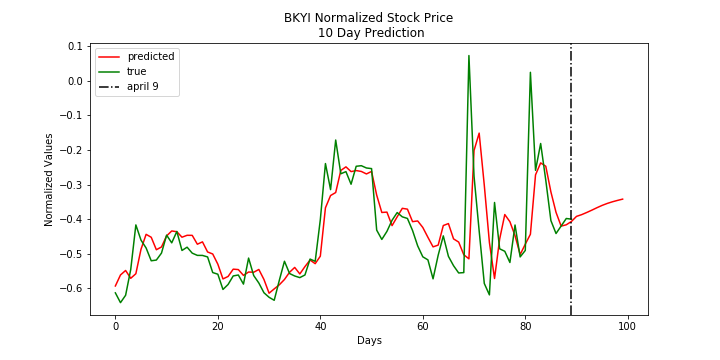 BKYI Normalized Stock Price
10 Day Prediction
predicted
true
april 9
Normalized Values
0.1
0.0
−0.1
−0.2
−0.3
−0.4
−0.5
−0.6
0 20 40 60 80 100
Days